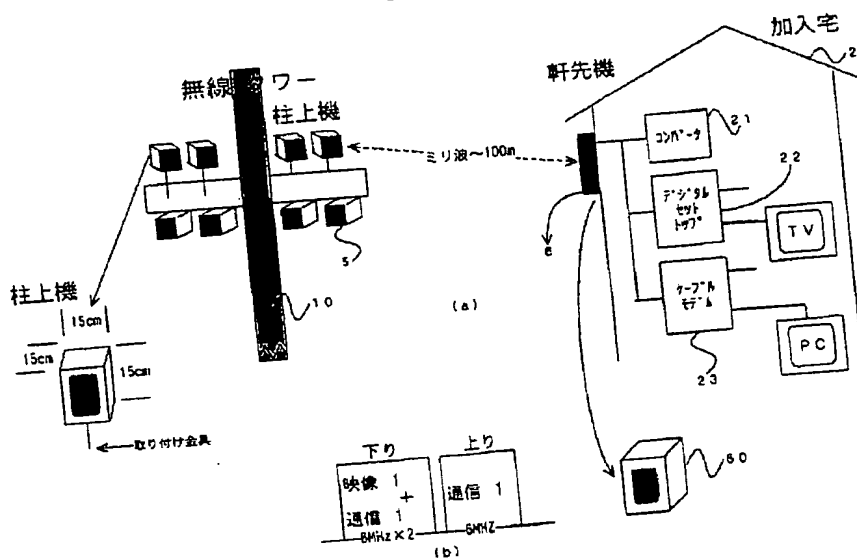 加入宅
2
軒先機
無線タワー
柱上機
ミリ波～100m
コンバータ
21
22
デジタル
セット
トップ
TV
5
6
柱上機
15cm
15cm
15cm
10
(a)
ケーブル
モデム
23
PC
取り付け金具
下り
上り
映像 1
+
通信 1
通信 1
6MHz×2
6MHz
60
(b)